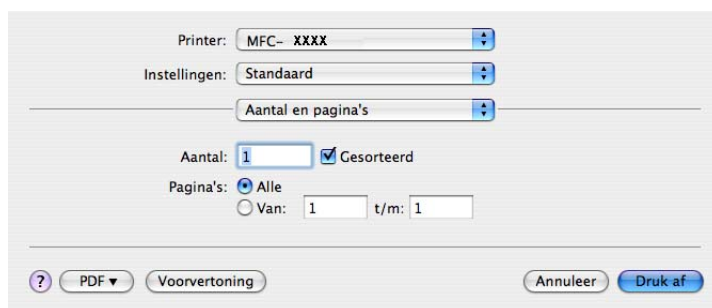 Printer: MFC- XXXX
Instellingen: Standaard
Aantal en pagina's
Aantal: 1 Gesorteerd
Pagina's: Alle
Van: 1 t/m: 1
? PDF▼ Voorvertoning Annuleer Druk af